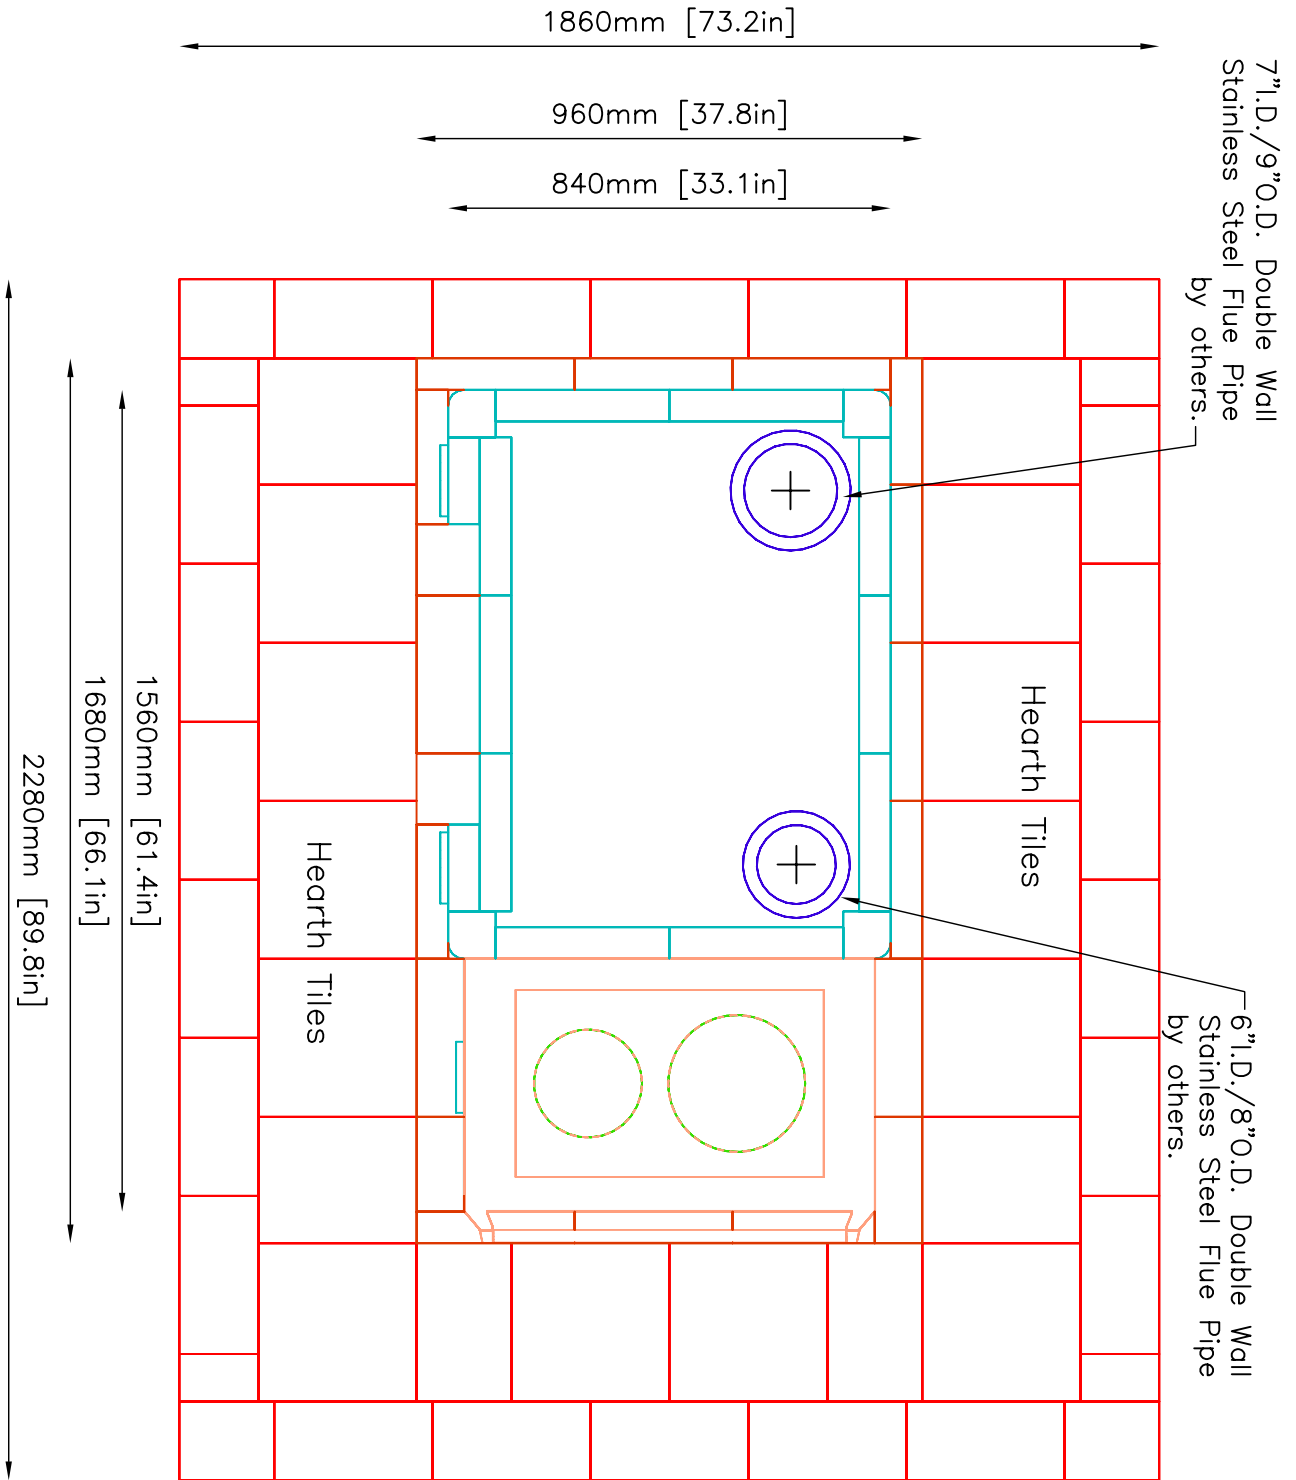 1860mm [73.2in]
960mm [37.8in]
840mm [33.1in]
7"I.D./9"O.D. Double Wall
Stainless Steel Flue Pipe
by others.
Hearth Tiles
Hearth Tiles
6"I.D./8"O.D. Double Wall
Stainless Steel Flue Pipe
by others.
1560mm [61.4in]
1680mm [66.1in]
2280mm [89.8in]